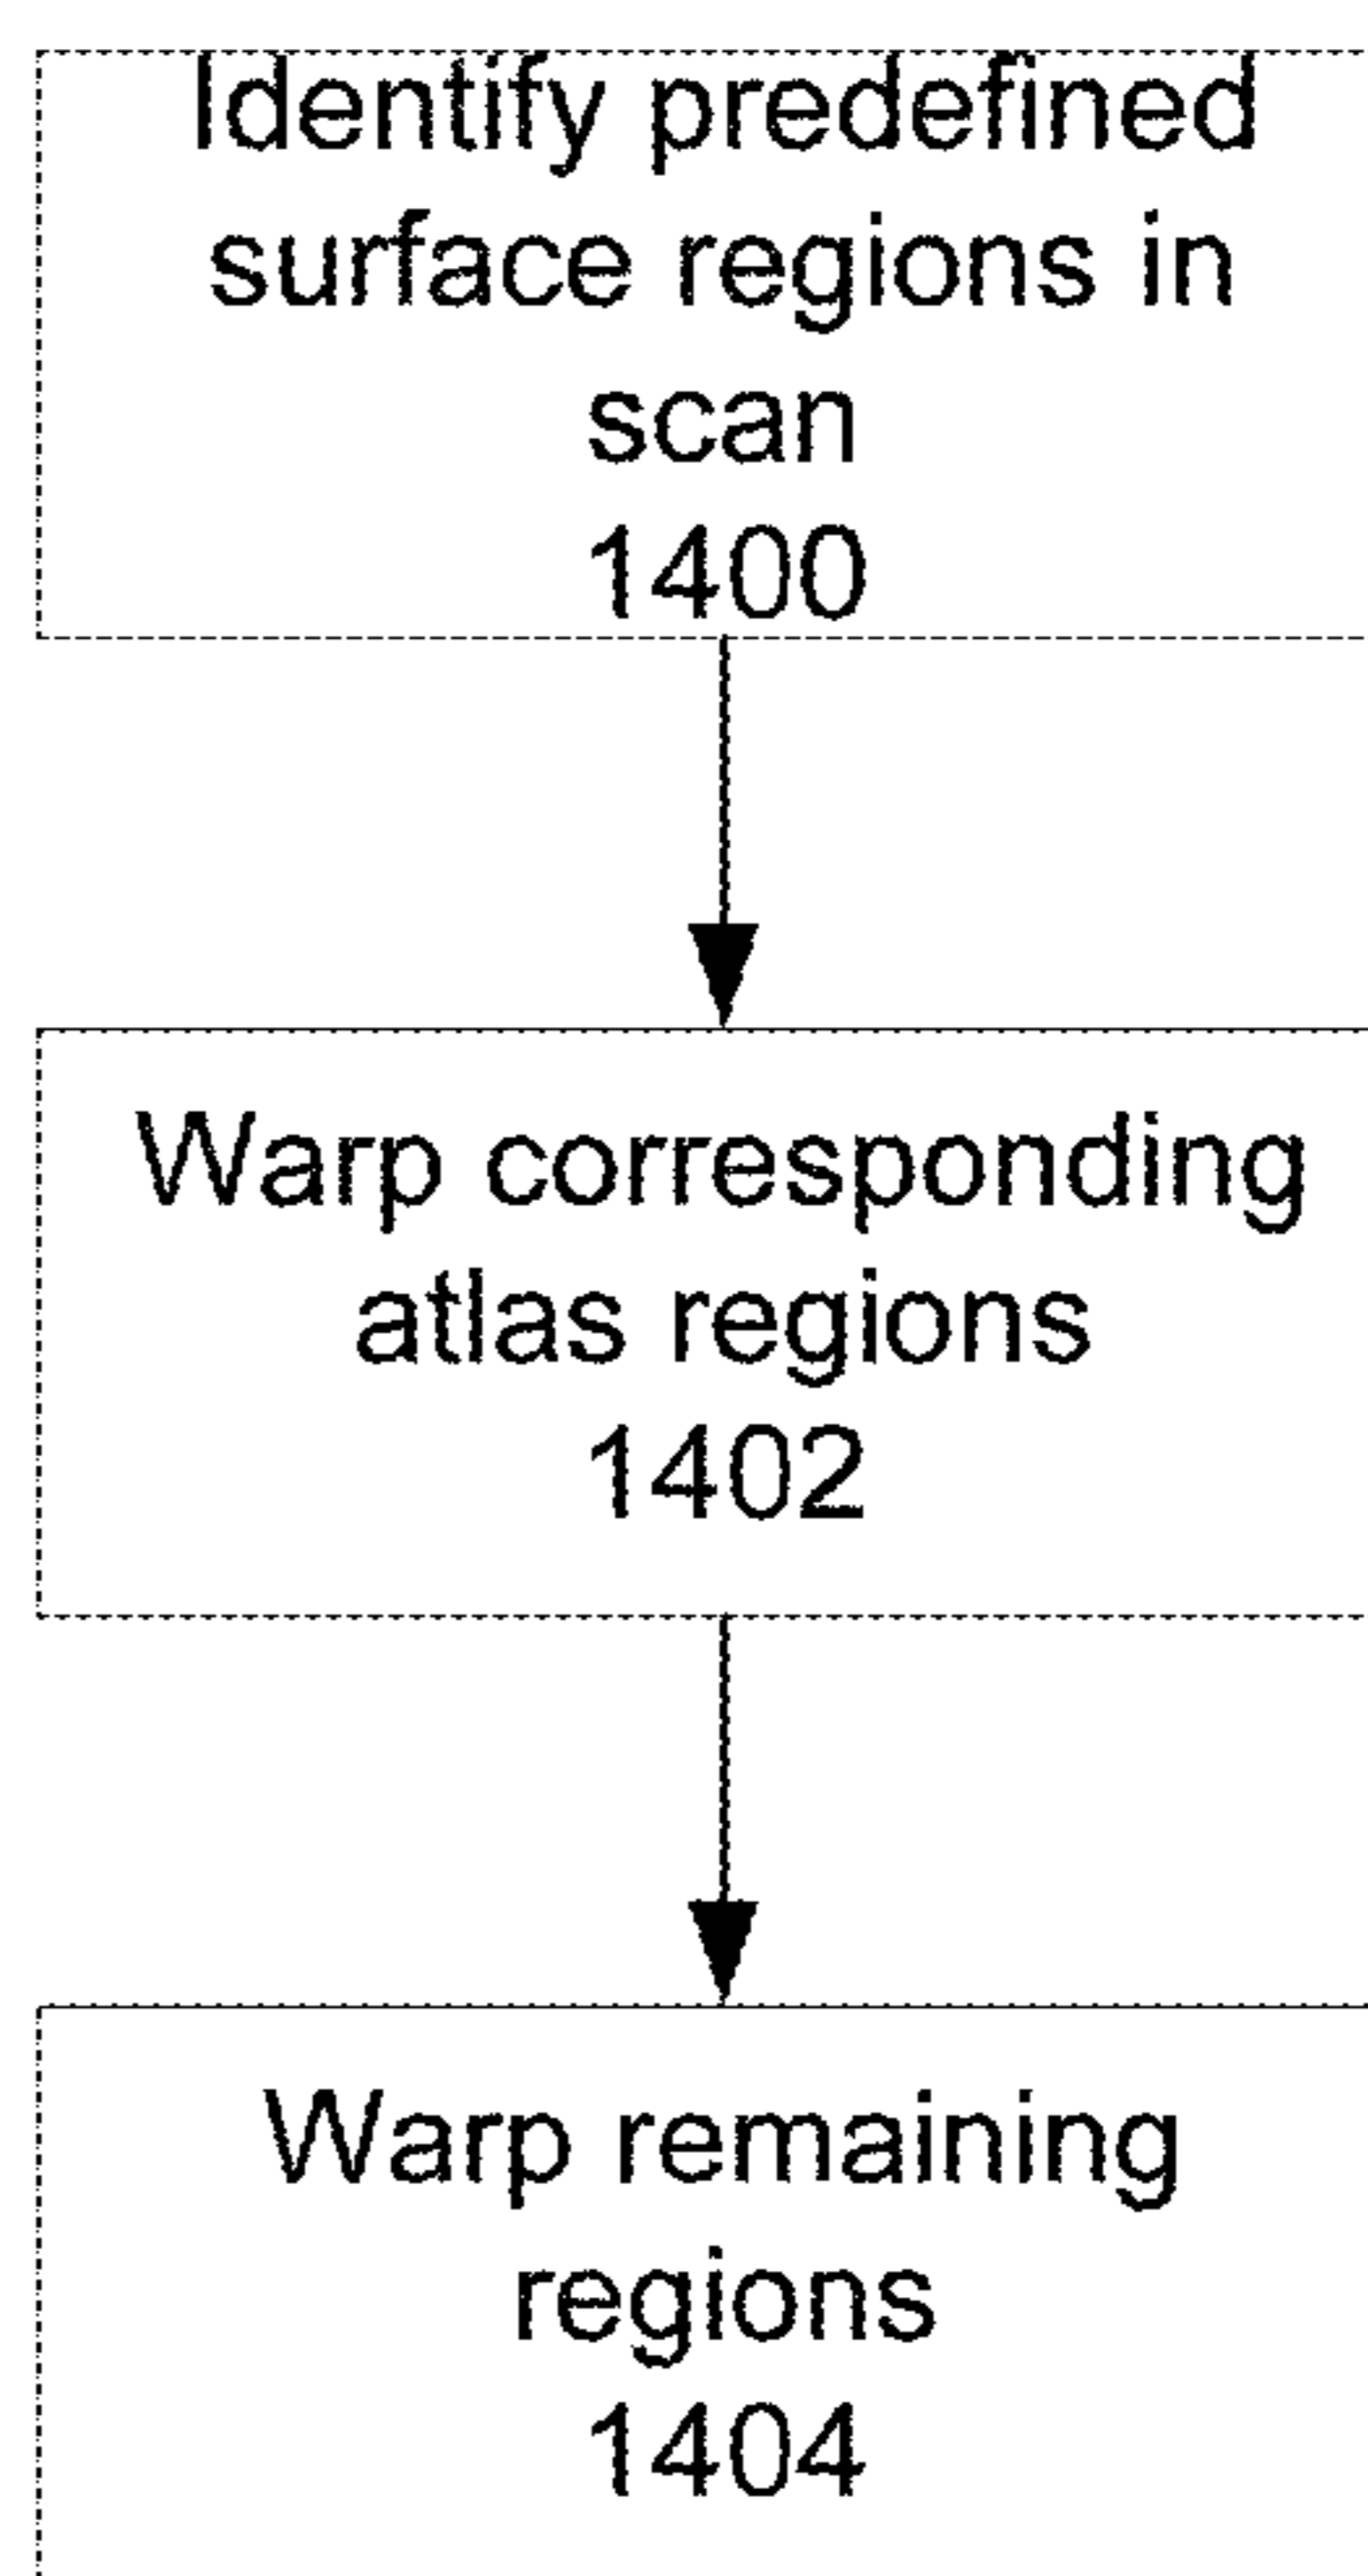 Identify predefined
surface regions in
scan
1400
Warp corresponding
atlas regions
1402
Warp remaining
regions
1404